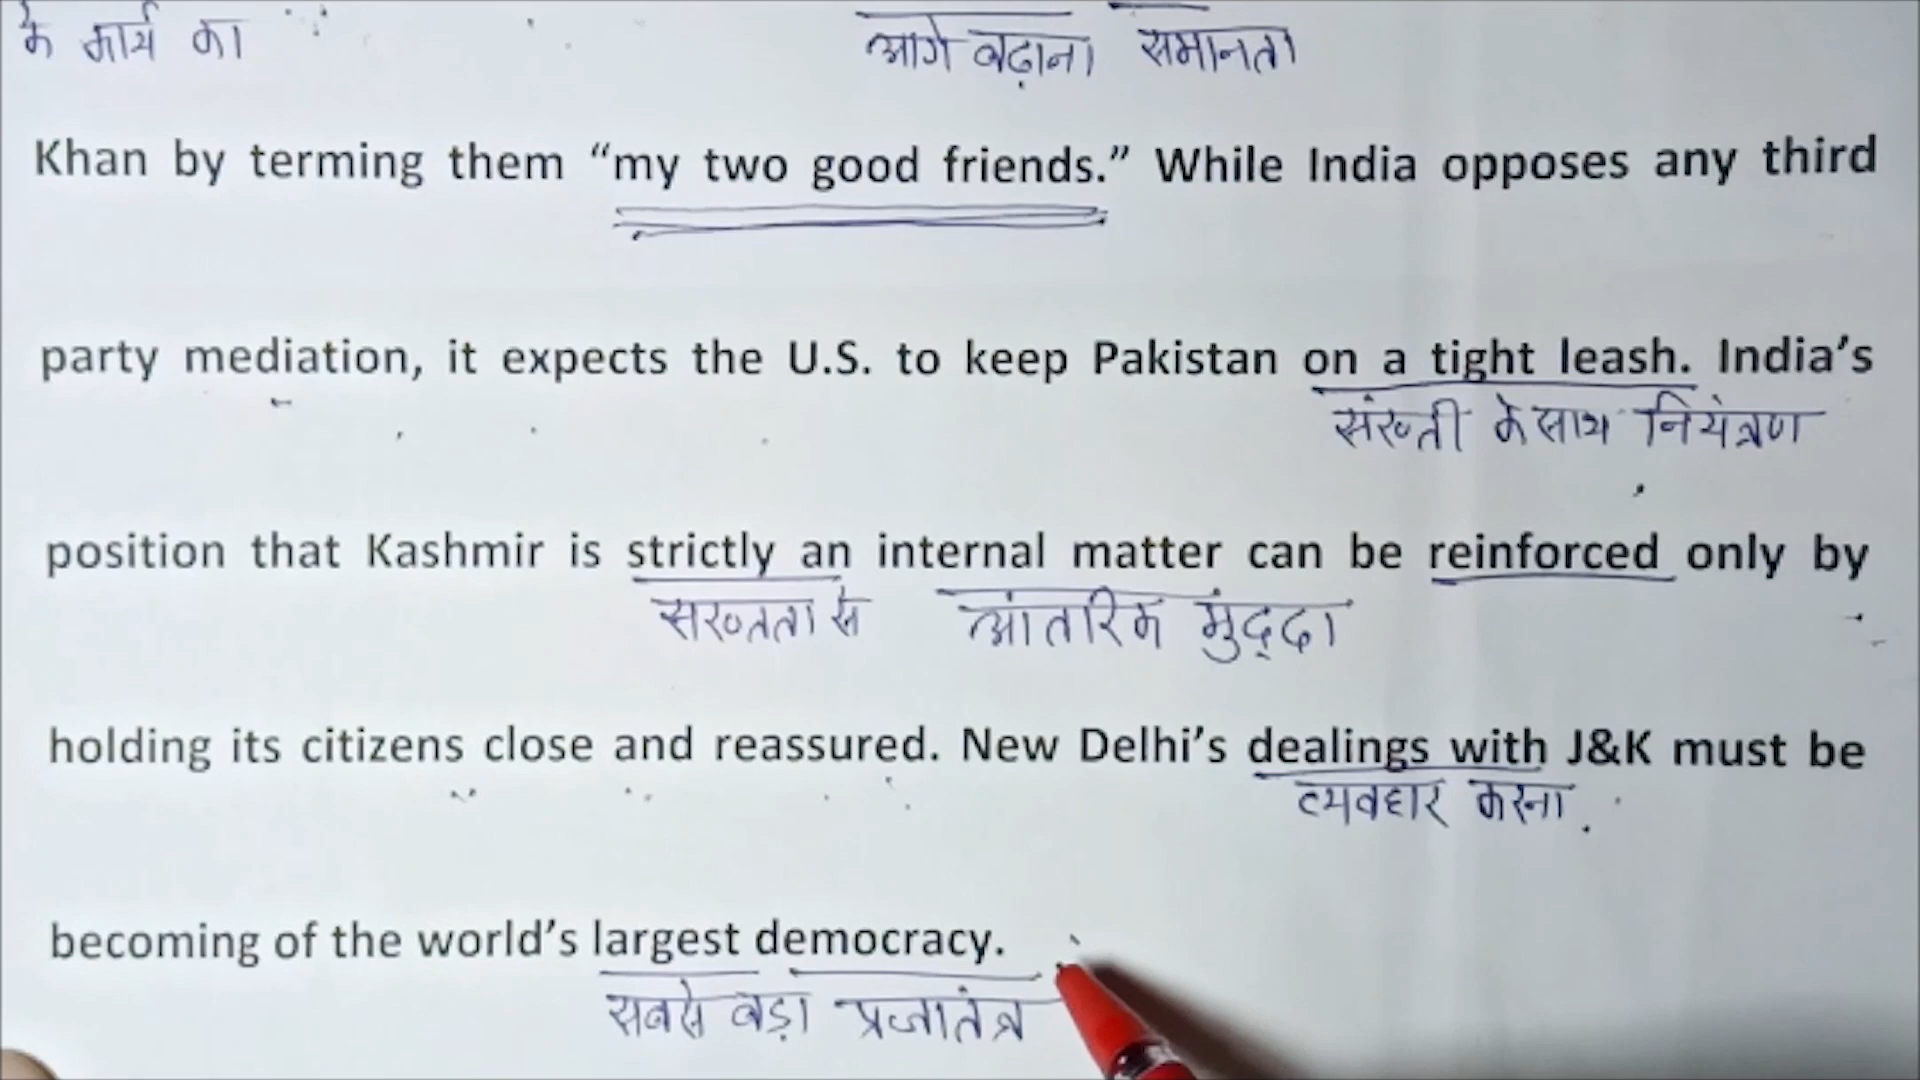 के कार्य का आगे बढ़ाना समानता
Khan by terming them “my two good friends.” While India opposes any third
party mediation, it expects the U.S. to keep Pakistan on a tight leash. India’s
संख्ती के साथ नियंत्रण
position that Kashmir is strictly an internal matter can be reinforced only by
सख्तता से आंतरिक मुद्दा
holding its citizens close and reassured. New Delhi’s dealings with J&K must be
व्यवहार करना
becoming of the world’s largest democracy.
सबसे बड़ा प्रजातंत्र